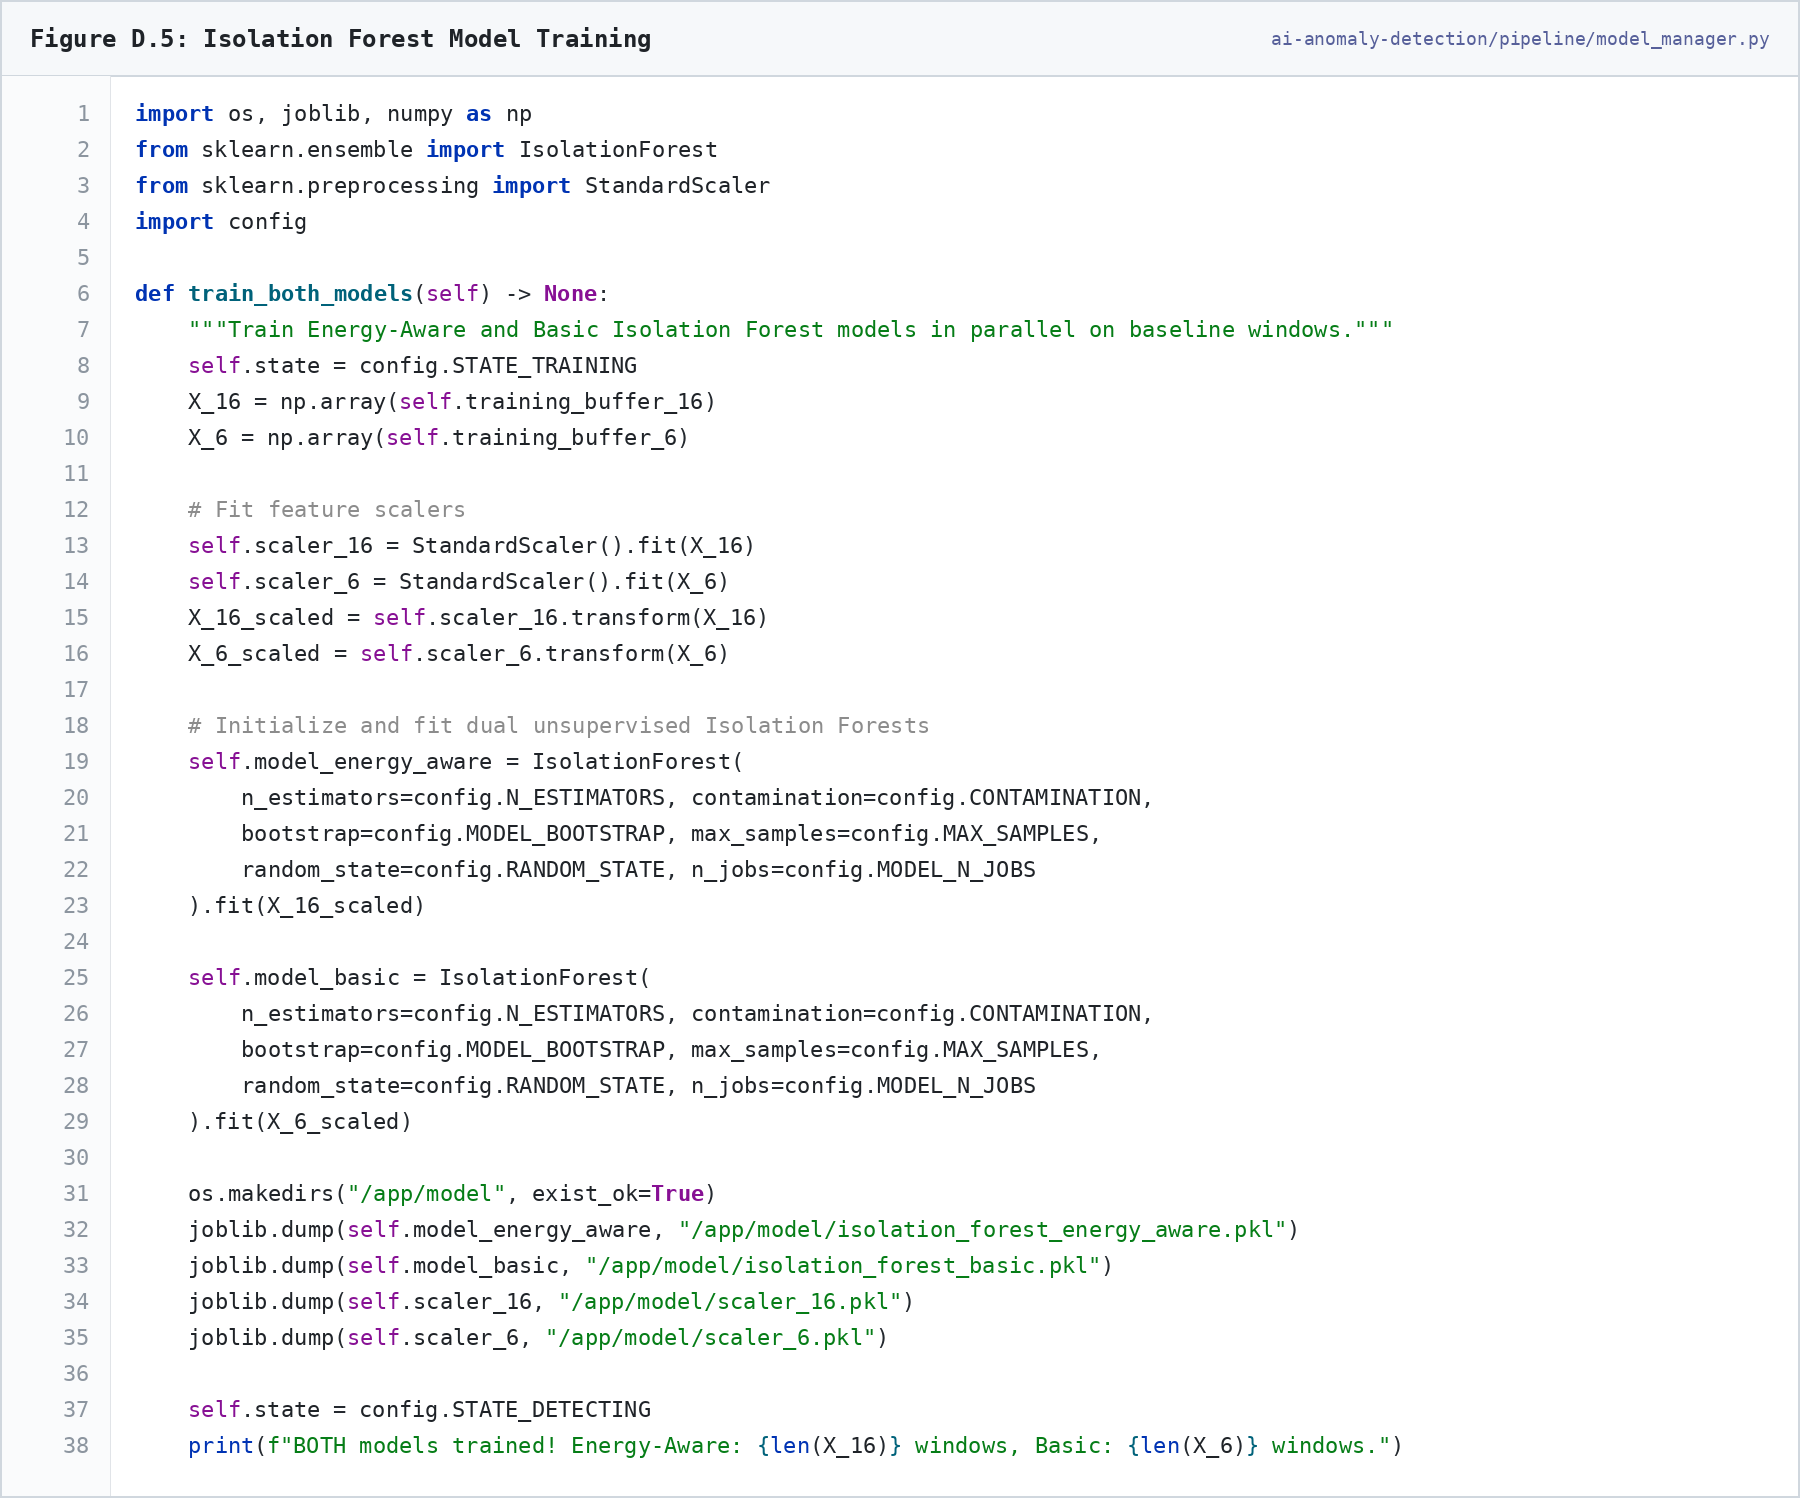 Figure D.5: Isolation Forest Model Training
ai-anomaly-detection/pipeline/model_manager.py
1 import os, joblib, numpy as np
2 from sklearn.ensemble import IsolationForest
3 from sklearn.preprocessing import StandardScaler
4 import config
5
6 def train_both_models(self) -> None:
7     """Train Energy-Aware and Basic Isolation Forest models in parallel on baseline windows."""
8     self.state = config.STATE_TRAINING
9     X_16 = np.array(self.training_buffer_16)
10     X_6 = np.array(self.training_buffer_6)
11
12     # Fit feature scalers
13     self.scaler_16 = StandardScaler().fit(X_16)
14     self.scaler_6 = StandardScaler().fit(X_6)
15     X_16_scaled = self.scaler_16.transform(X_16)
16     X_6_scaled = self.scaler_6.transform(X_6)
17
18     # Initialize and fit dual unsupervised Isolation Forests
19     self.model_energy_aware = IsolationForest(
20         n_estimators=config.N_ESTIMATORS, contamination=config.CONTAMINATION,
21         bootstrap=config.MODEL_BOOTSTRAP, max_samples=config.MAX_SAMPLES,
22         random_state=config.RANDOM_STATE, n_jobs=config.MODEL_N_JOBS
23     ).fit(X_16_scaled)
24
25     self.model_basic = IsolationForest(
26         n_estimators=config.N_ESTIMATORS, contamination=config.CONTAMINATION,
27         bootstrap=config.MODEL_BOOTSTRAP, max_samples=config.MAX_SAMPLES,
28         random_state=config.RANDOM_STATE, n_jobs=config.MODEL_N_JOBS
29     ).fit(X_6_scaled)
30
31     os.makedirs("/app/model", exist_ok=True)
32     joblib.dump(self.model_energy_aware, "/app/model/isolation_forest_energy_aware.pkl")
33     joblib.dump(self.model_basic, "/app/model/isolation_forest_basic.pkl")
34     joblib.dump(self.scaler_16, "/app/model/scaler_16.pkl")
35     joblib.dump(self.scaler_6, "/app/model/scaler_6.pkl")
36
37     self.state = config.STATE_DETECTING
38     print(f"BOTH models trained! Energy-Aware: {len(X_16)} windows, Basic: {len(X_6)} windows.")